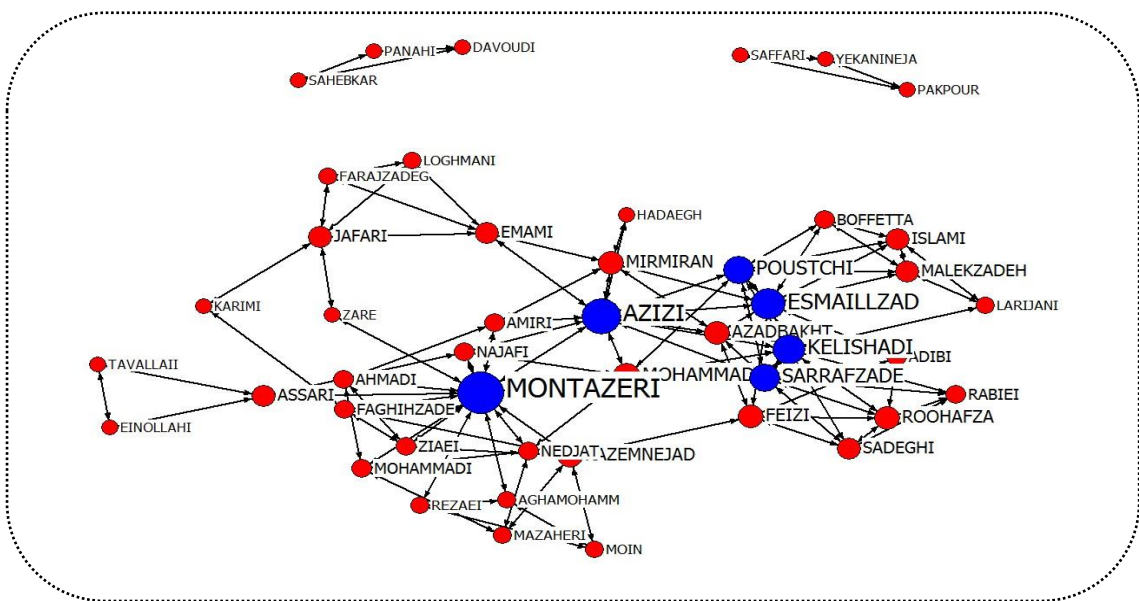 PANAHI
DAVOUDI
SAHEBKAR
SAFFARI
YEKANINEJA
PAKPOUR
LOGHMANI
FARAJZADEG
HADAEGH
BOFFETTA
EMAMI
JAFARI
ISLAMI
MIRMIRAN
POUSTCHI
MALEKZADEH
KARIMI
ZARE
AZIZI
ESMAILLZAD
LARIJANI
AMIRI
AZADBAKHT
KELISHADI
NAJAFI
ADIBI
TAVALLAII
AHMADI
MOHAMMAD
SARRAFZADE
ASSARI
MONTAZERI
RABIEI
FAGHIHZADE
FEIZI
ROOHAFZA
EINOLLAHI
ZIAEI
NEDJAT
AZEMNEJAD
SADEGHI
MOHAMMADI
REZAEI
AGHAMOHAMM
MAZAHERI
MOIN